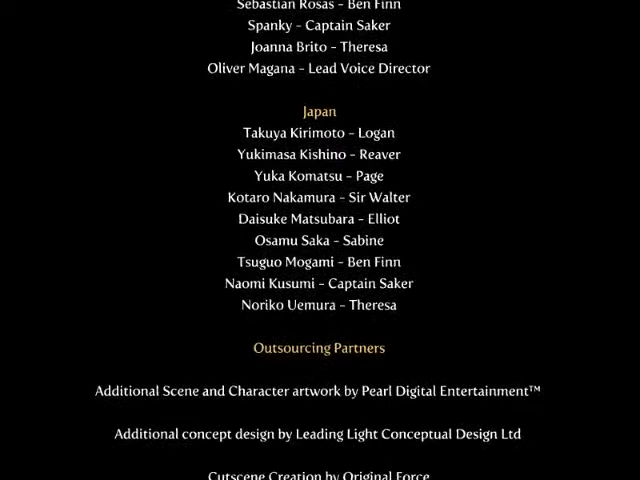 Sebastian Rosas - Ben Finn
Spanky - Captain Saker
Joanna Brito - Theresa
Oliver Magana - Lead Voice Director
Japan
Takuya Kirimoto - Logan
Yukimasa Kishino - Reaver
Yuka Komatsu - Page
Kotaro Nakamura - Sir Walter
Daisuke Matsubara - Elliot
Osamu Saka - Sabine
Tsuguo Mogami - Ben Finn
Naomi Kusumi - Captain Saker
Noriko Uemura - Theresa
Outsourcing Partners
Additional Scene and Character artwork by Pearl Digital Entertainment™
Additional concept design by Leading Light Conceptual Design Ltd
Cutscene Creation by Original Force